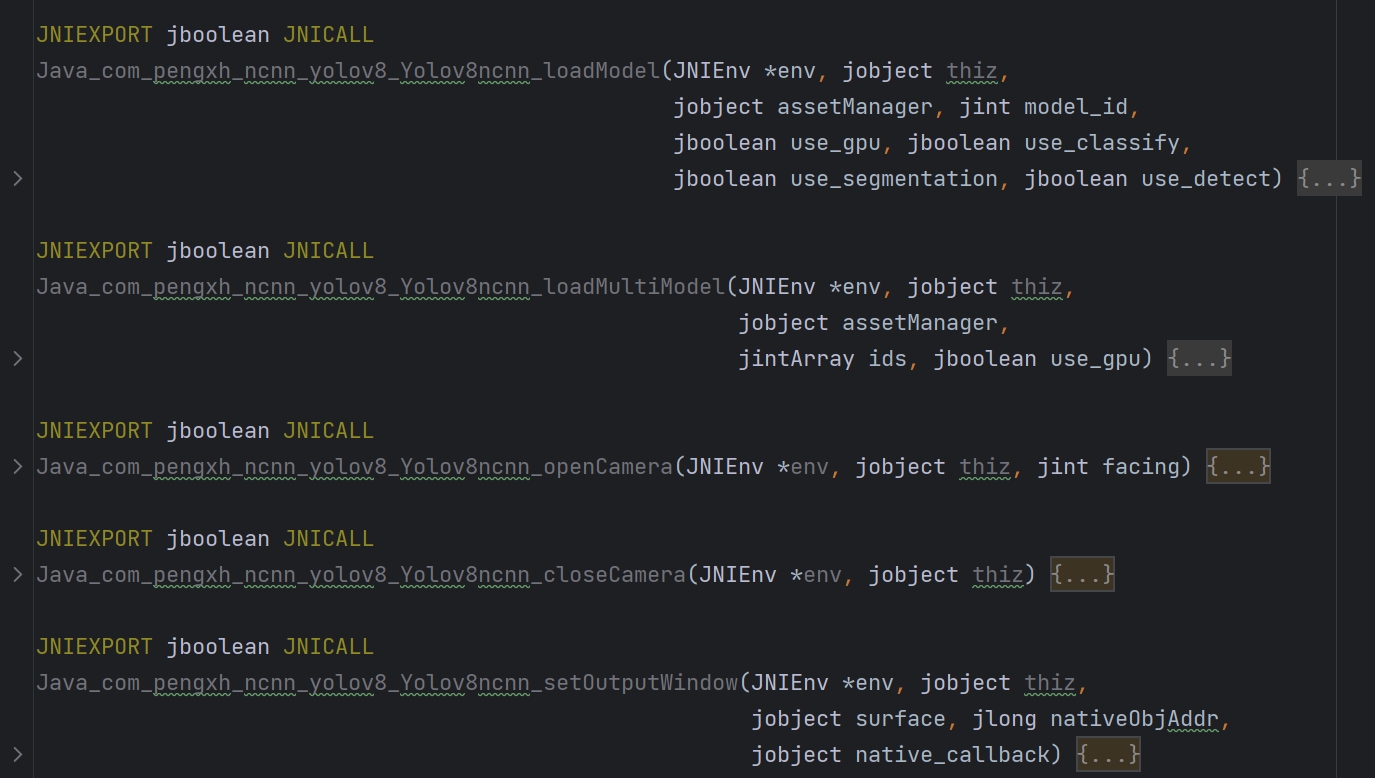 JNIEXPORT jboolean JNICALL
Java_com_pengxh_ncnn_yolov8_Yolov8ncnn_loadModel(JNIEnv *env, jobject thiz,
jobject assetManager, jint model_id,
jboolean use_gpu, jboolean use_classify,
jboolean use_segmentation, jboolean use_detect) {...}
JNIEXPORT jboolean JNICALL
Java_com_pengxh_ncnn_yolov8_Yolov8ncnn_loadMultiModel(JNIEnv *env, jobject thiz,
jobject assetManager,
jintArray ids, jboolean use_gpu) {...}
JNIEXPORT jboolean JNICALL
Java_com_pengxh_ncnn_yolov8_Yolov8ncnn_openCamera(JNIEnv *env, jobject thiz, jint facing) {...}
JNIEXPORT jboolean JNICALL
Java_com_pengxh_ncnn_yolov8_Yolov8ncnn_closeCamera(JNIEnv *env, jobject thiz) {...}
JNIEXPORT jboolean JNICALL
Java_com_pengxh_ncnn_yolov8_Yolov8ncnn_setOutputWindow(JNIEnv *env, jobject thiz,
jobject surface, jlong nativeObjAddr,
jobject native_callback) {...}